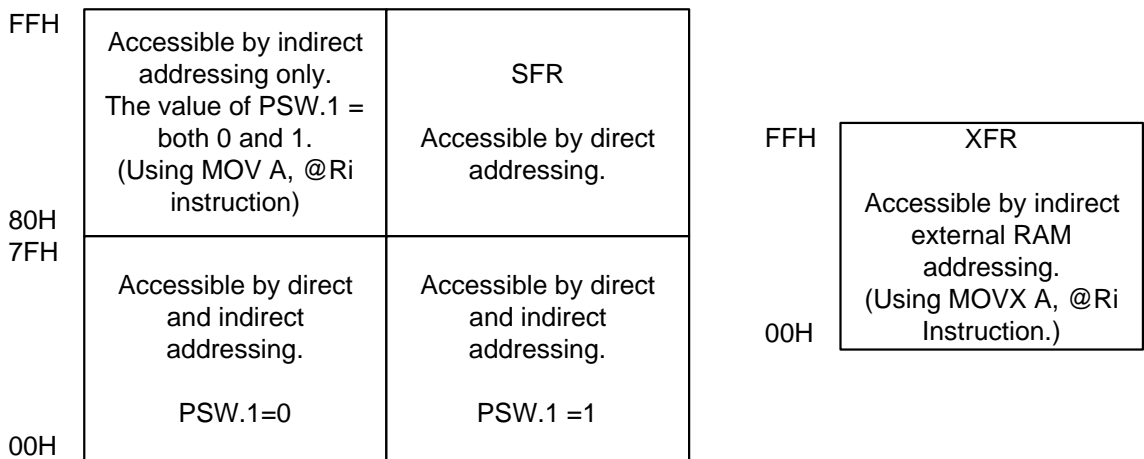 FFH
Accessible by indirect
addressing only.
The value of PSW.1 =
both 0 and 1.
(Using MOV A, @Ri
instruction)
80H
SFR
Accessible by direct
addressing.
7FH
Accessible by direct
and indirect
addressing.
PSW.1=0
00H
Accessible by direct
and indirect
addressing.
PSW.1 =1
FFH
XFR
Accessible by indirect
external RAM
addressing.
(Using MOVX A, @Ri
Instruction.)
00H